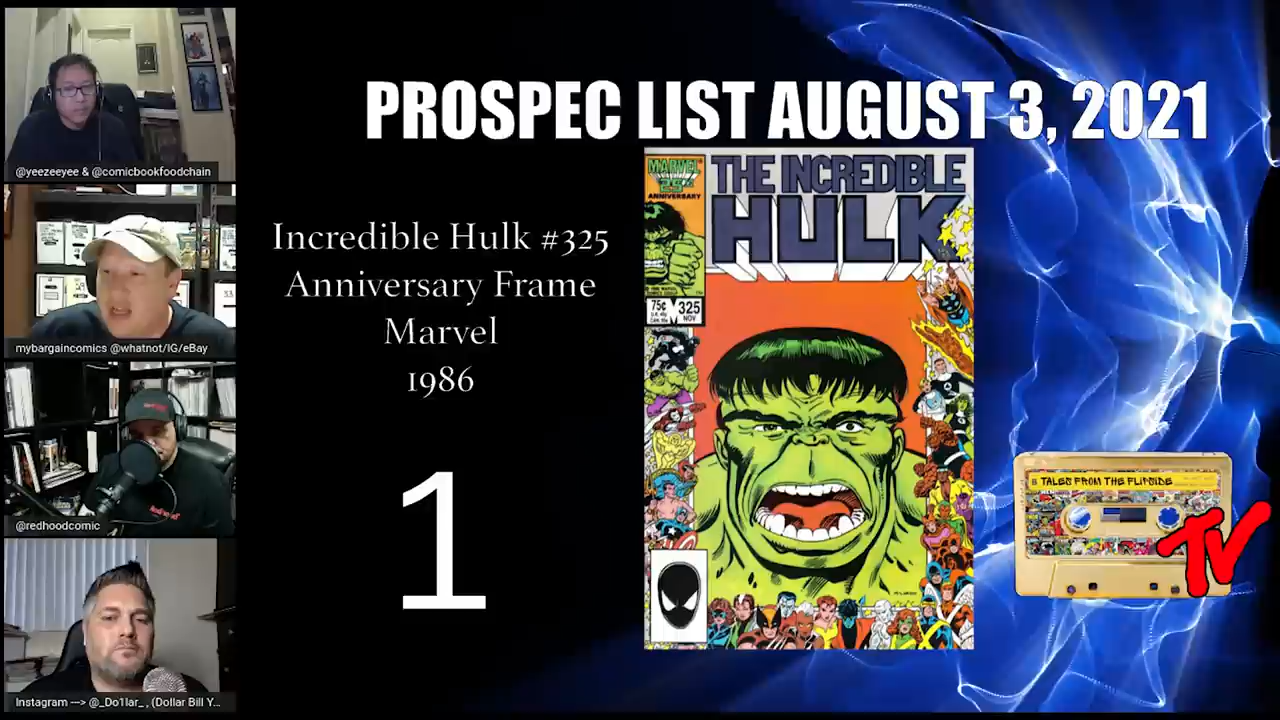 PROSPEC LIST AUGUST 3, 2021
@yeezeeyee & @comicbookfoodchain
mybargaincomics @whatnot/IG/eBay
@redhoodcomic
Instagram ---> @_Do1lar_ , (Dollar Bill Y...
Incredible Hulk #325
Anniversary Frame
Marvel
1986
1
MARVEL
25TH
ANNIVERSARY
THE INCREDIBLE
HULK
75¢
325
NOV
TALES FROM THE FLIPSIDE
TV